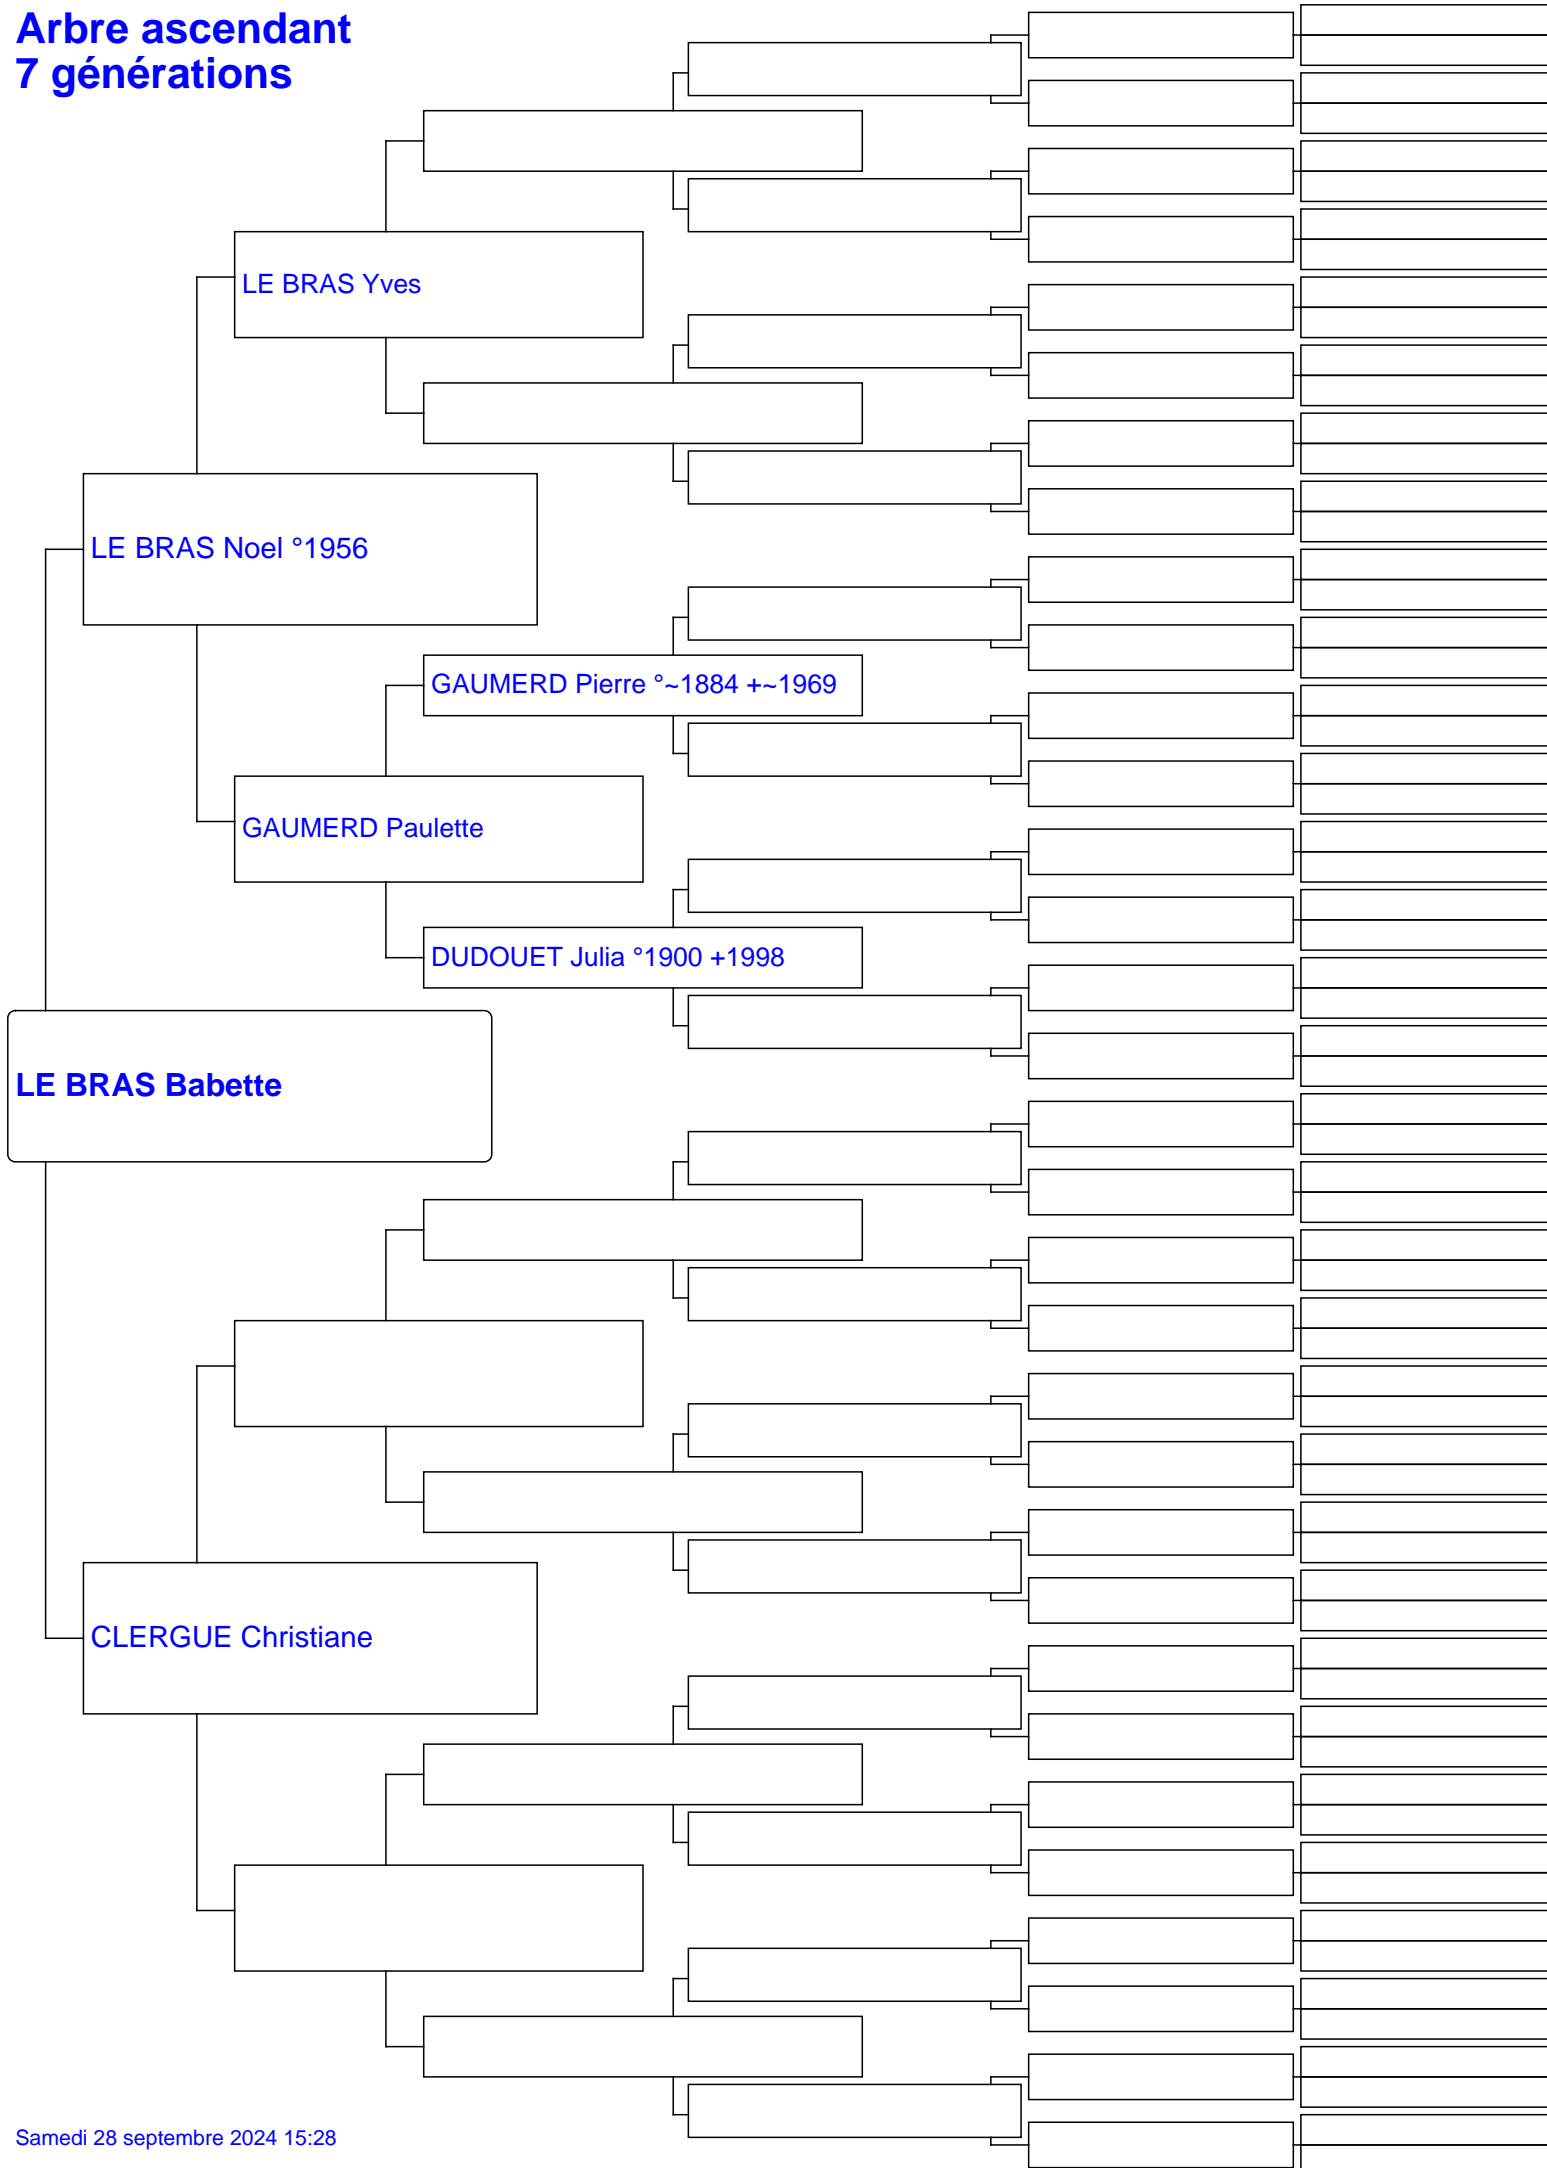 Arbre ascendant
7 générations
LE BRAS Yves
LE BRAS Noel °1956
GAUMERD Pierre °~1884 +~1969
GAUMERD Paulette
DUDOUET Julia °1900 +1998
LE BRAS Babette
CLERGUE Christiane
Samedi 28 septembre 2024 15:28